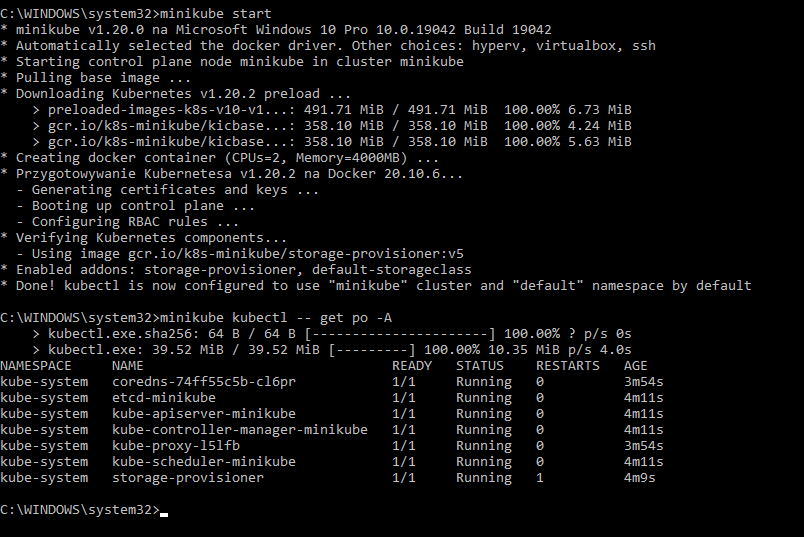 C:\WINDOWS\system32>minikube start
* minikube v1.20.0 na Microsoft Windows 10 Pro 10.0.19042 Build 19042
* Automatically selected the docker driver. Other choices: hyperv, virtualbox, ssh
* Starting control plane node minikube in cluster minikube
* Pulling base image ...
* Downloading Kubernetes v1.20.2 preload ...
    > preloaded-images-k8s-v10-v1...: 491.71 MiB / 491.71 MiB  100.00% 6.73 MiB
    > gcr.io/k8s-minikube/kicbase...: 358.10 MiB / 358.10 MiB  100.00% 4.24 MiB
    > gcr.io/k8s-minikube/kicbase...: 358.10 MiB / 358.10 MiB  100.00% 5.63 MiB
* Creating docker container (CPUs=2, Memory=4000MB) ...
* Przygotowywanie Kubernetesa v1.20.2 na Docker 20.10.6...
  - Generating certificates and keys ...
  - Booting up control plane ...
  - Configuring RBAC rules ...
* Verifying Kubernetes components...
  - Using image gcr.io/k8s-minikube/storage-provisioner:v5
* Enabled addons: storage-provisioner, default-storageclass
* Done! kubectl is now configured to use "minikube" cluster and "default" namespace by default
C:\WINDOWS\system32>minikube kubectl -- get po -A
    > kubectl.exe.sha256: 64 B / 64 B [----------------------] 100.00% ? p/s 0s
    > kubectl.exe: 39.52 MiB / 39.52 MiB [---------] 100.00% 10.35 MiB p/s 4.0s
NAMESPACE     NAME                               READY   STATUS    RESTARTS   AGE
kube-system   coredns-74ff55c5b-cl6pr            1/1     Running   0          3m54s
kube-system   etcd-minikube                      1/1     Running   0          4m11s
kube-system   kube-apiserver-minikube            1/1     Running   0          4m11s
kube-system   kube-controller-manager-minikube   1/1     Running   0          4m11s
kube-system   kube-proxy-l5lfb                   1/1     Running   0          3m54s
kube-system   kube-scheduler-minikube            1/1     Running   0          4m11s
kube-system   storage-provisioner                1/1     Running   1          4m9s
C:\WINDOWS\system32>